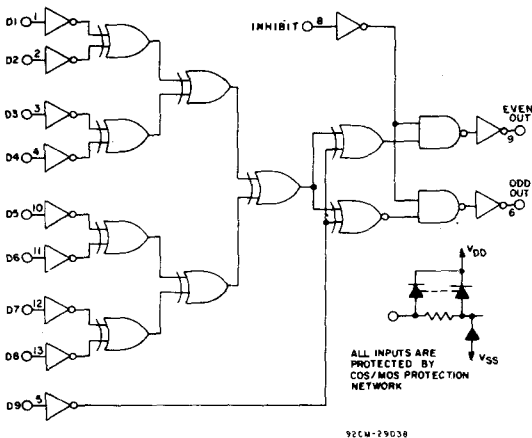 D1 1
INHIBIT 8
D2 2
D3 3
EVEN
OUT
9
D4 4
ODD
OUT
6
D5 10
D6 11
VDD
D7 12
D8 13
ALL INPUTS ARE
PROTECTED BY
COS/MOS PROTECTION
NETWORK
VSS
D9 5
92CM-29038